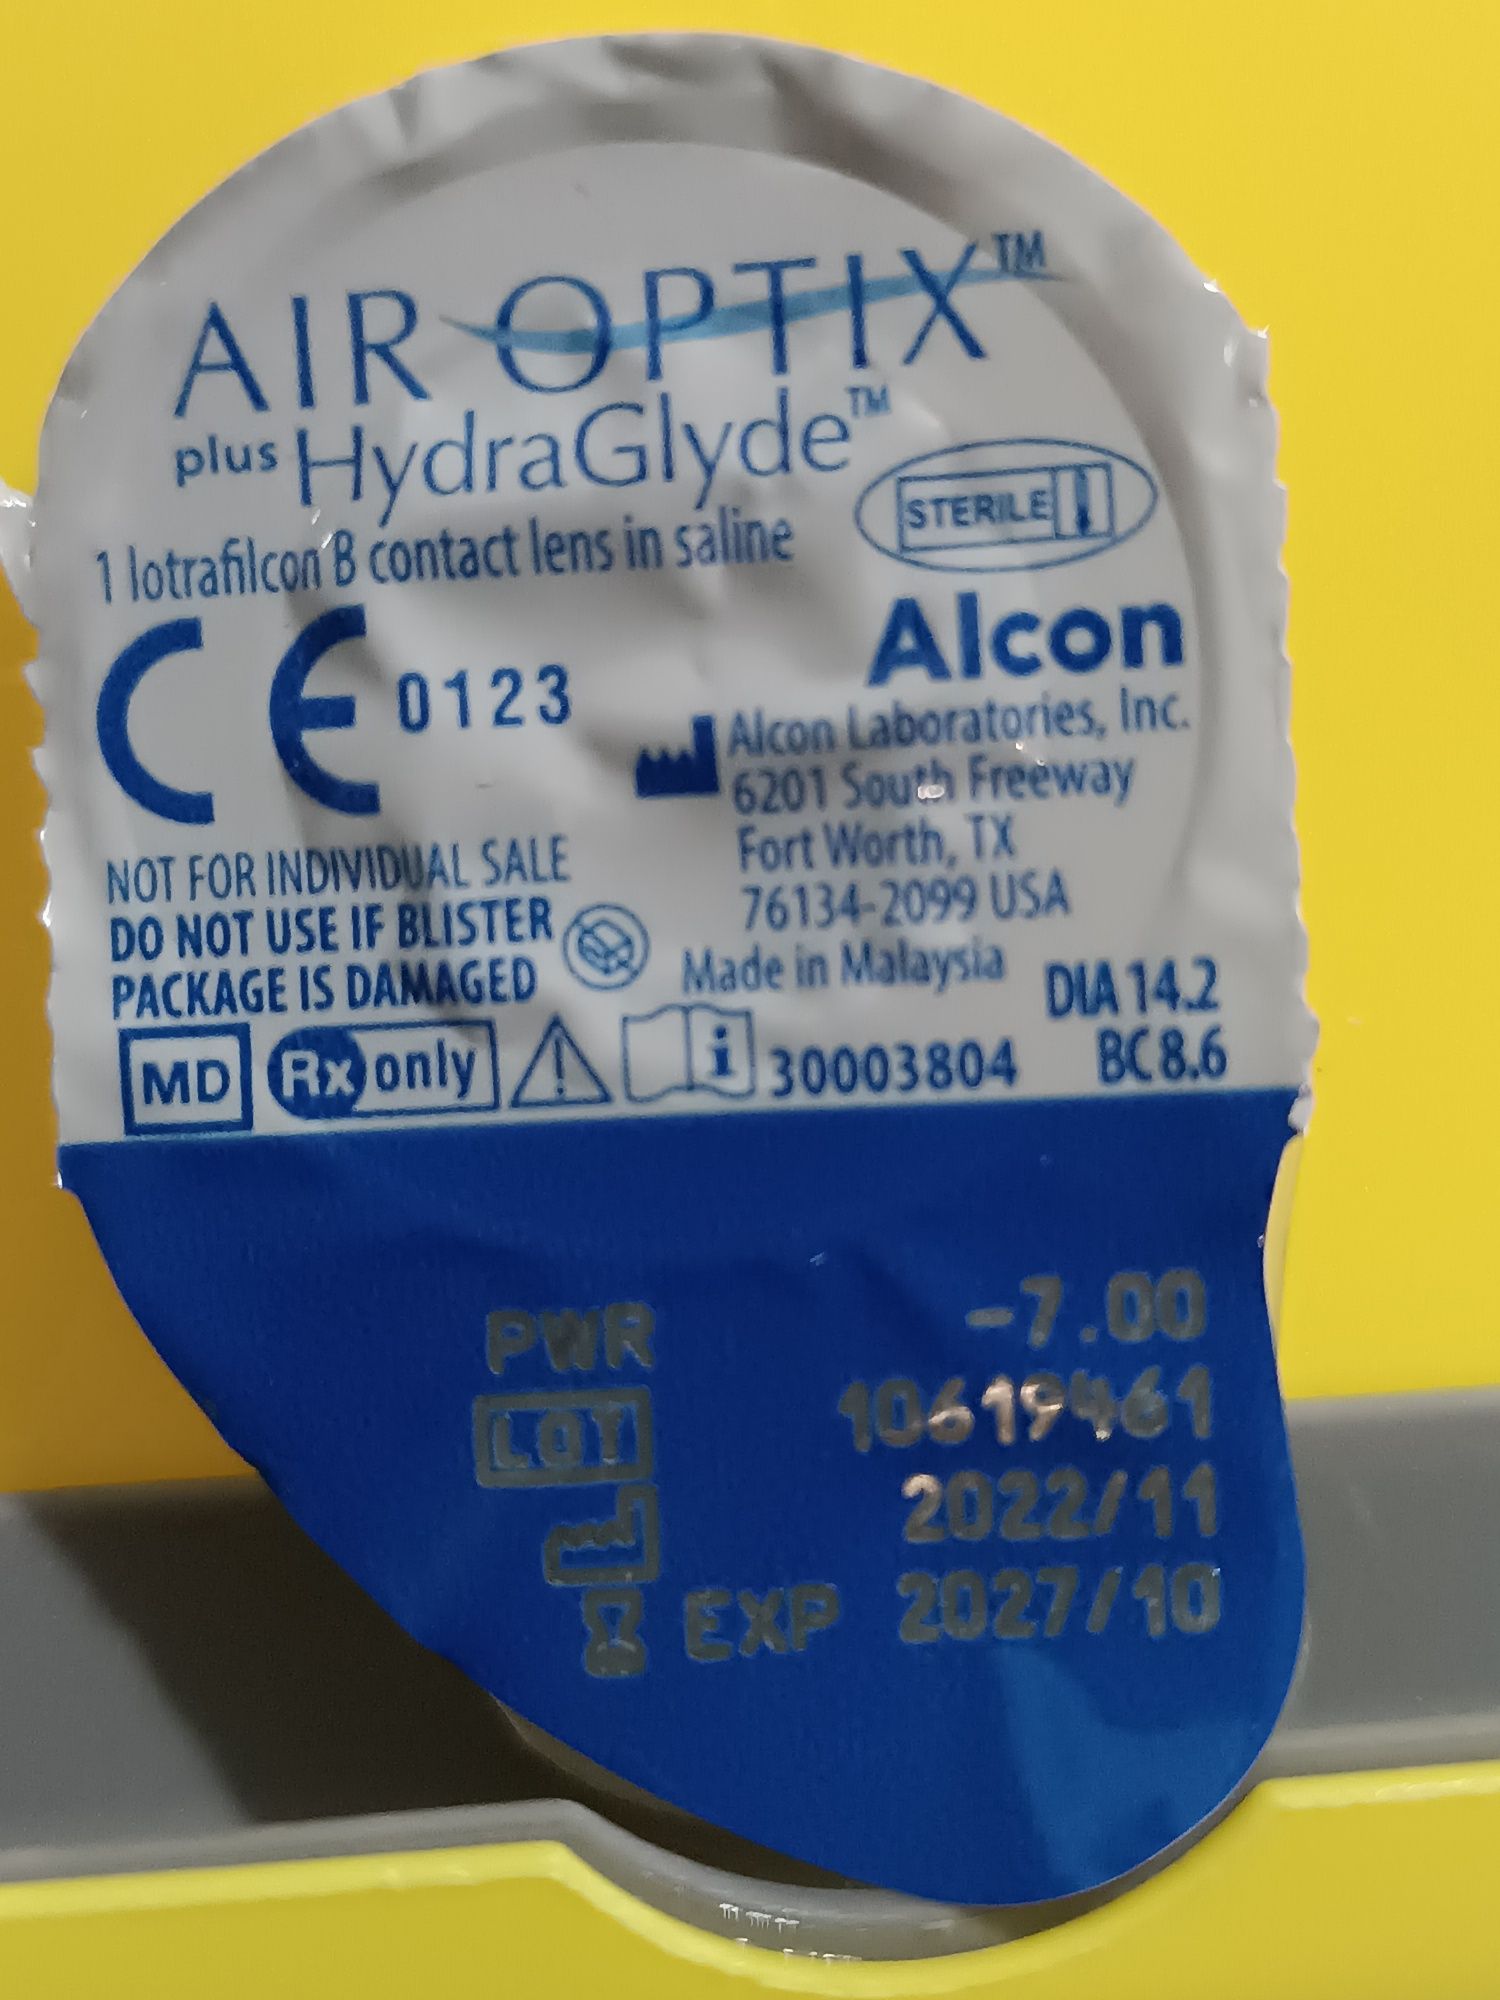 AIR OPTIX™
plus HydraGlyde™
STERILE
1 lotrafilcon B contact lens in saline
Alcon
CE 0123
Alcon Laboratories, Inc.
6201 South Freeway
Fort Worth, TX
76134-2099 USA
Made in Malaysia
NOT FOR INDIVIDUAL SALE
DO NOT USE IF BLISTER
PACKAGE IS DAMAGED
DIA 14.2
BC 8.6
MD Rx only i 30003804
PWR -7.00
LOT 10619461
2022/11
EXP 2027/10